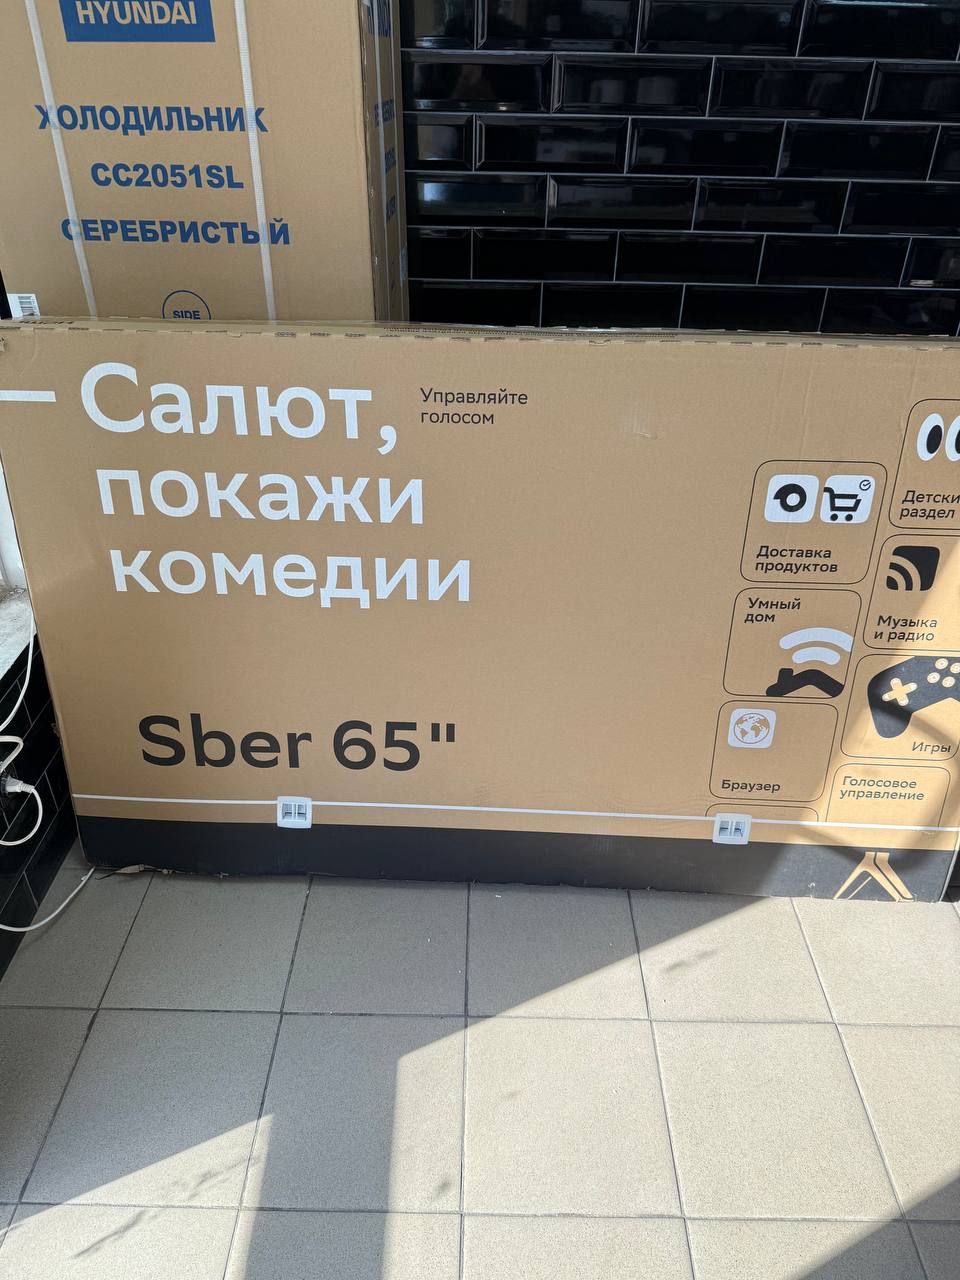 HYUNDAI
ХОЛОДИЛЬНИК
CC2051SL
СЕРЕБРИСТЫЙ
SIDE
— Салют,
покажи
комедии
Управляйте
голосом
Sber 65"
Доставка
продуктов
Детски
раздел
Умный
дом
Музыка
и радио
Браузер
Игры
Голосовое
управление